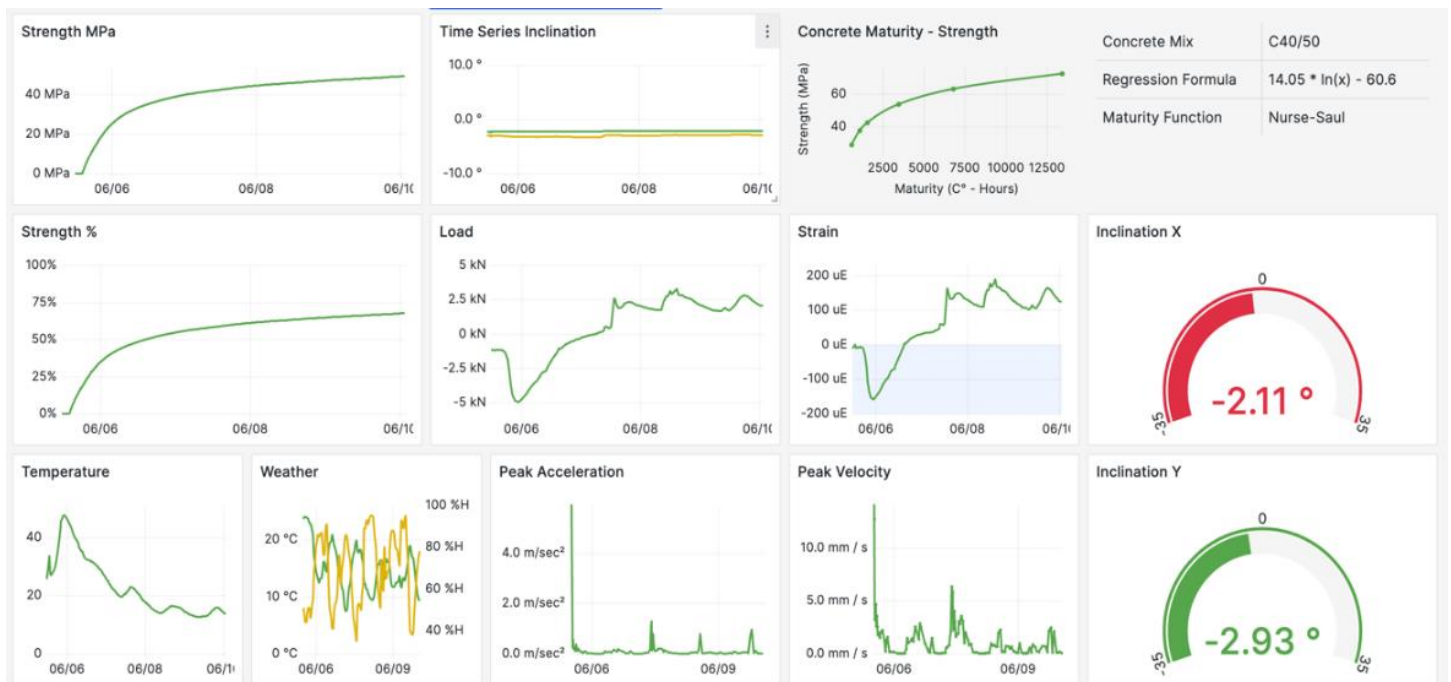 Strength MPa
40 MPa
20 MPa
0 MPa
06/06
06/08
06/1(
Time Series Inclination
10.0 °
0.0 °
-10.0 °
06/06
06/08
06/1(
Concrete Maturity - Strength
Strength (MPa)
60
40
2500 5000 7500 10000 12500
Maturity (C° - Hours)
Concrete Mix C40/50
Regression Formula 14.05 * ln(x) - 60.6
Maturity Function Nurse-Saul
Strength %
100%
75%
50%
25%
0%
06/06
06/08
06/1(
Load
5 kN
2.5 kN
0 kN
-2.5 kN
-5 kN
06/06
06/08
06/1(
Strain
200 uE
100 uE
0 uE
-100 uE
-200 uE
06/06
06/08
06/1(
Inclination X
0
-35
35
-2.11 °
Temperature
40
20
0
06/06
06/08
06/1
Weather
20 °C
10 °C
0 °C
100 %H
80 %H
60 %H
40 %H
06/06
06/09
Peak Acceleration
4.0 m/sec²
2.0 m/sec²
0.0 m/sec²
06/06
06/09
Peak Velocity
10.0 mm / s
5.0 mm / s
0.0 mm / s
06/06
06/09
Inclination Y
0
-35
35
-2.93 °